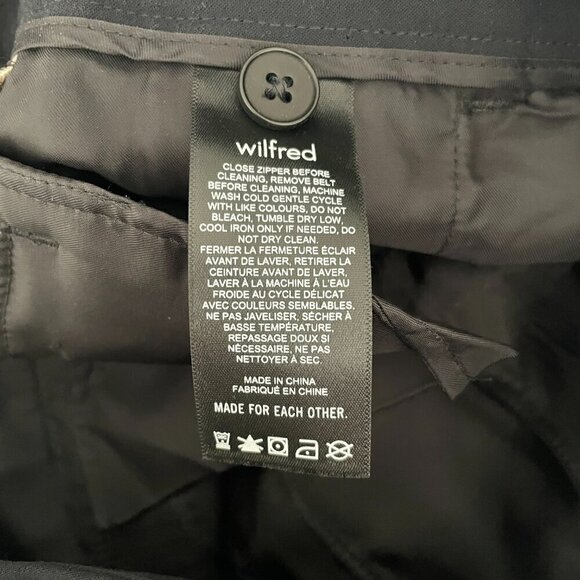 wilfred
CLOSE ZIPPER BEFORE
CLEANING, REMOVE BELT
BEFORE CLEANING, MACHINE
WASH COLD GENTLE CYCLE
WITH LIKE COLOURS, DO NOT
BLEACH, TUMBLE DRY LOW,
COOL IRON ONLY IF NEEDED, DO
NOT DRY CLEAN.
FERMER LA FERMETURE ÉCLAIR
AVANT DE LAVER, RETIRER LA
CEINTURE AVANT DE LAVER,
LAVER À LA MACHINE À L'EAU
FROIDE AU CYCLE DÉLICAT
AVEC COULEURS SEMBLABLES,
NE PAS JAVELISER, SÉCHER À
BASSE TEMPÉRATURE,
REPASSAGE DOUX SI
NÉCESSAIRE, NE PAS
NETTOYER À SEC.
MADE IN CHINA
FABRIQUÉ EN CHINE
MADE FOR EACH OTHER.